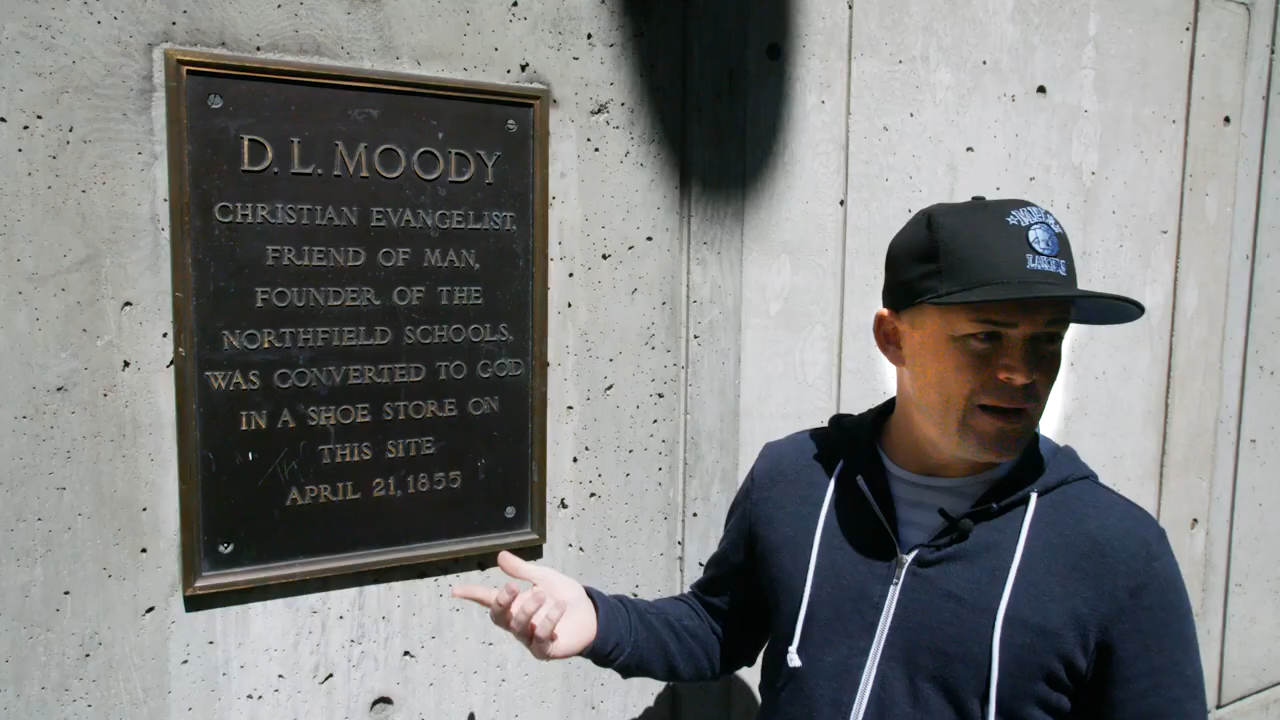 D. L. MOODY
CHRISTIAN EVANGELIST,
FRIEND OF MAN,
FOUNDER OF THE
NORTHFIELD SCHOOLS,
WAS CONVERTED TO GOD
IN A SHOE STORE ON
THIS SITE
APRIL 21, 1855